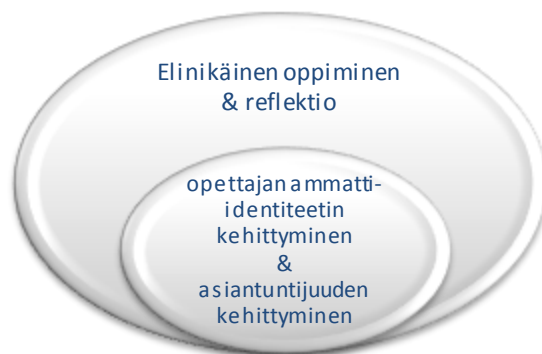 Elinikäinen oppiminen
& reflektio
opettajan ammatti-
identiteetin
kehittyminen
&
asiantuntijuuden
kehittyminen